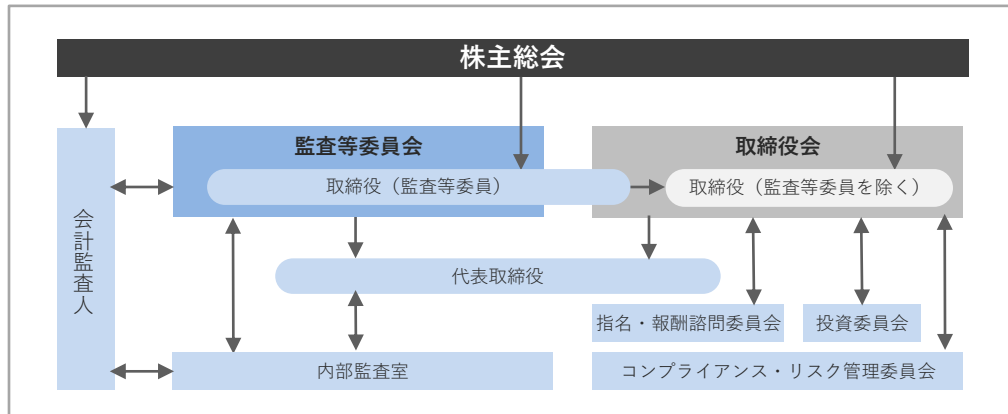 株主総会
監査等委員会
取締役会
取締役（監査等委員）
取締役（監査等委員を除く）
会計監査人
代表取締役
指名・報酬諮問委員会
投資委員会
内部監査室
コンプライアンス・リスク管理委員会